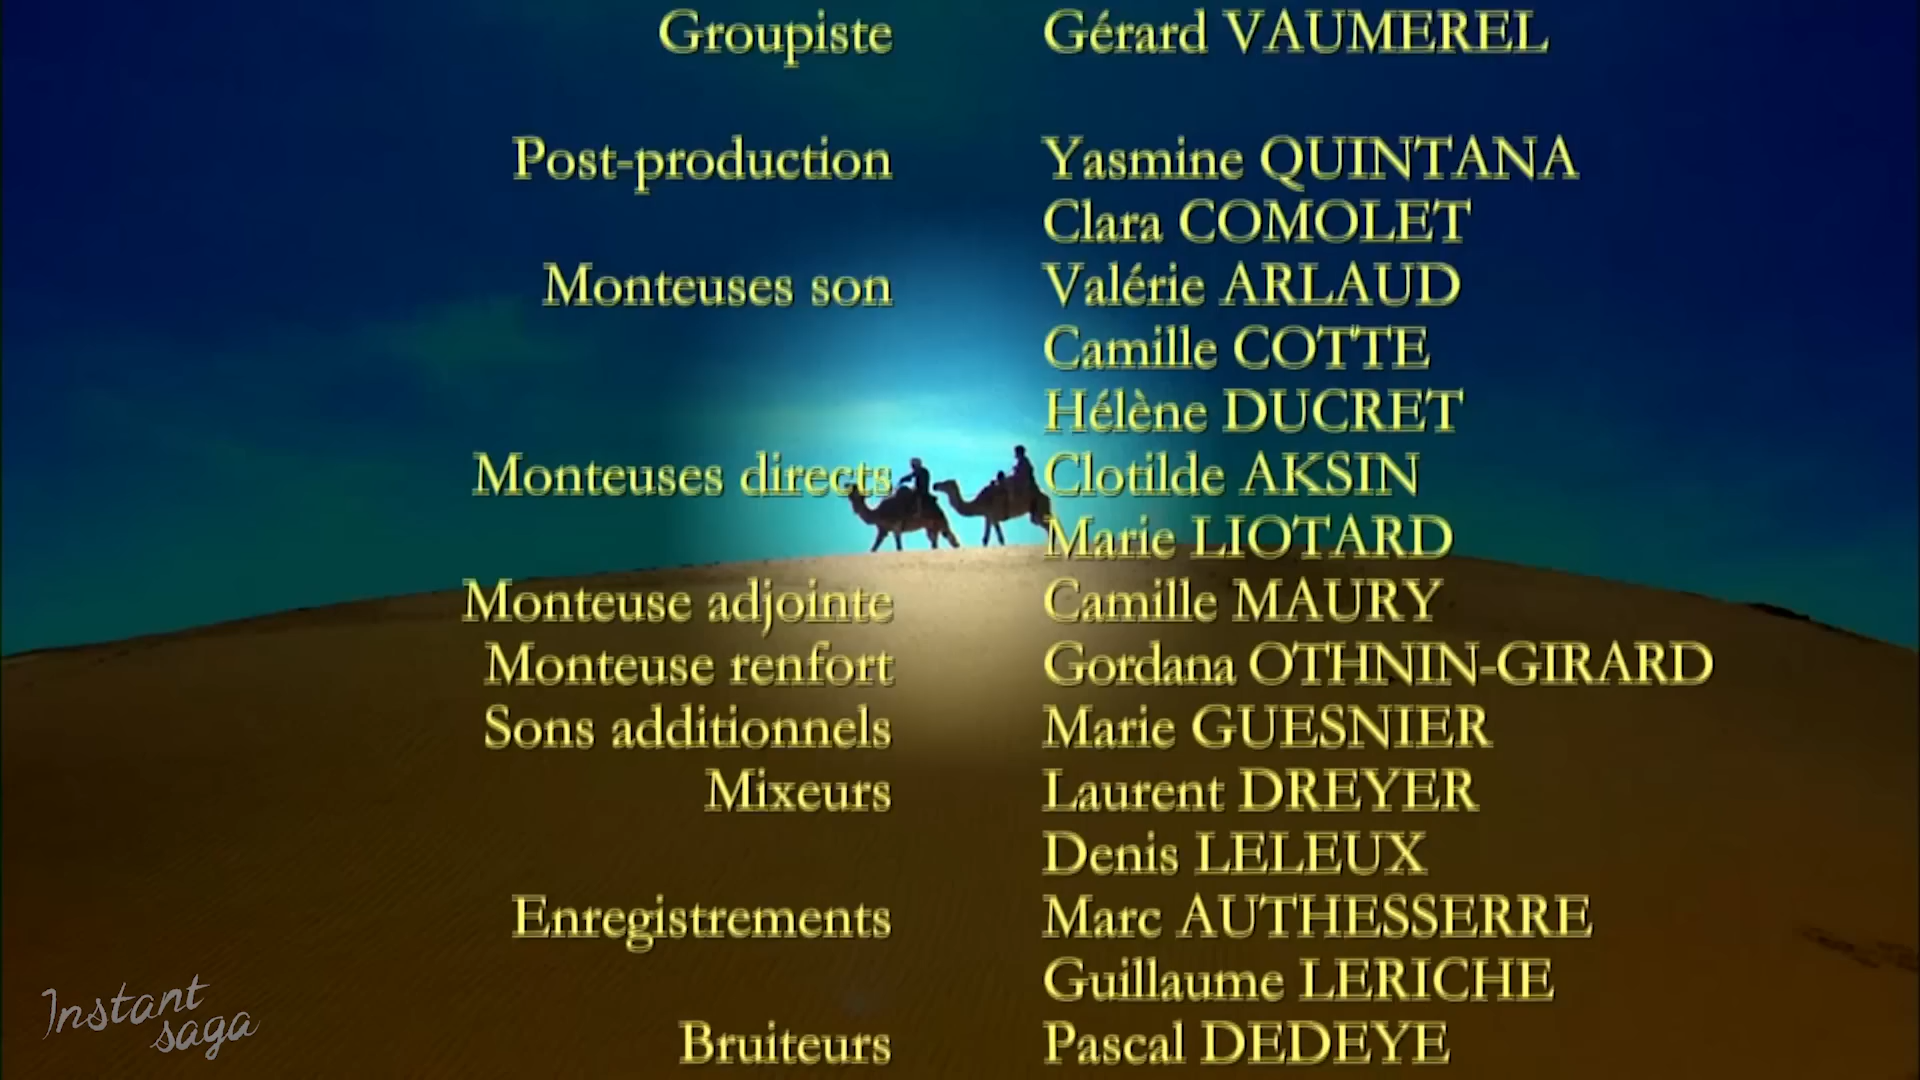 Groupiste Gérard VAUMEREL
Post-production Yasmine QUINTANA
Clara COMOLET
Monteuses son Valérie ARLAUD
Camille COTTE
Hélène DUCRET
Monteuses directs Clotilde AKSIN
Marie LIOTARD
Monteuse adjointe Camille MAURY
Monteuse renfort Gordana OTHNIN-GIRARD
Sons additionnels Marie GUESNIER
Mixeurs Laurent DREYER
Denis LELEUX
Enregistrements Marc AUTHESSERRE
Guillaume LERICHE
Bruiteurs Pascal DEDEYE
Instant
saga